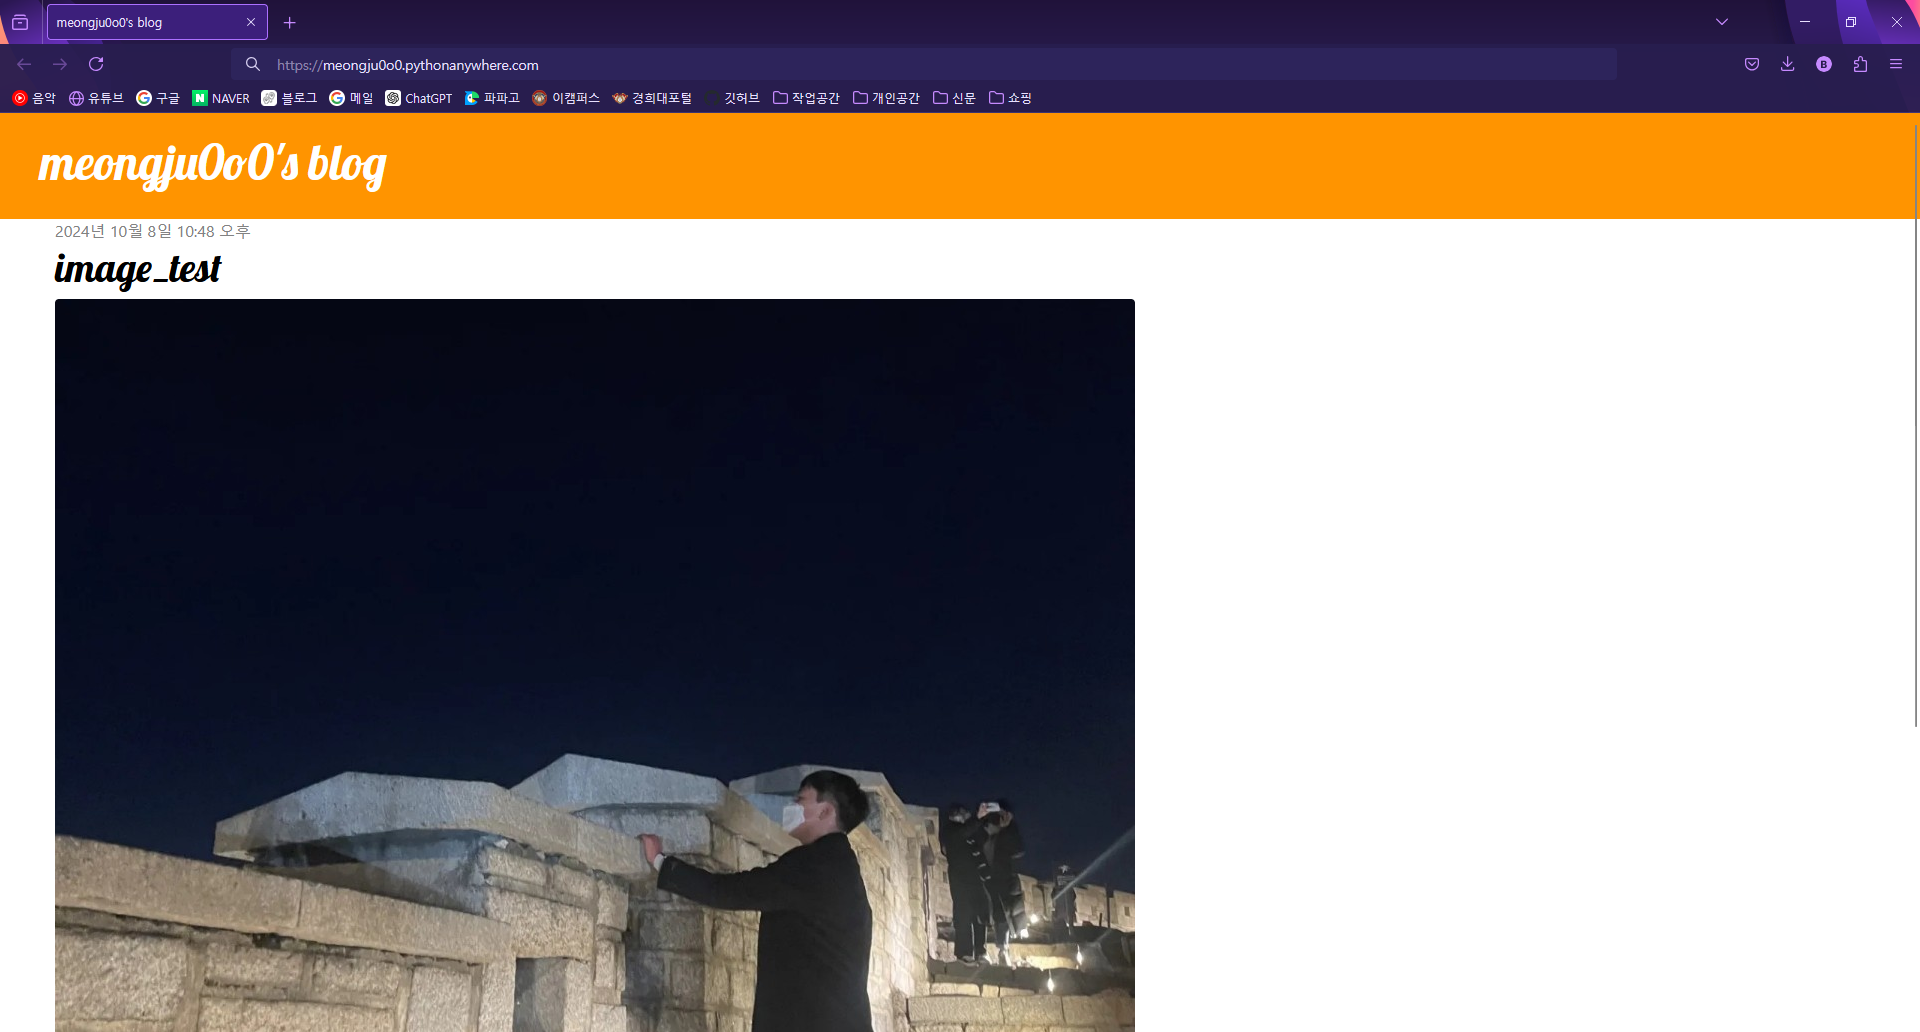 meongju0o0's blog
https://meongju0o0.pythonanywhere.com
음악 유튜브 구글 NAVER 블로그 메일 ChatGPT 파파고 이캠퍼스 경희대포털 깃허브 작업공간 개인공간 신문 쇼핑
meongju0o0's blog
2024년 10월 8일 10:48 오후
image_test